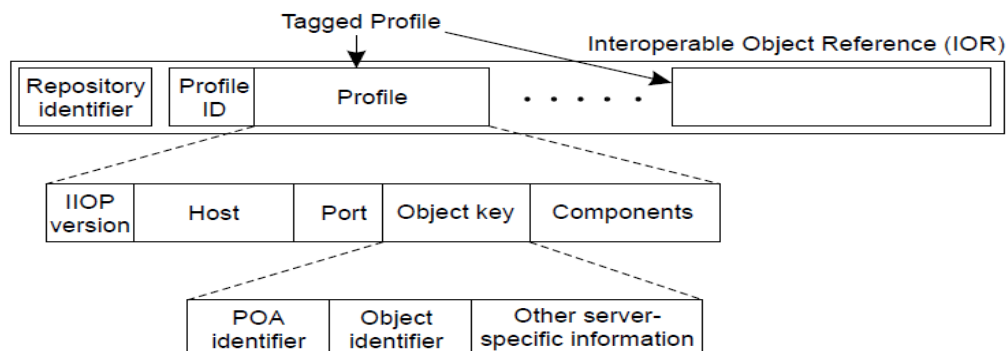 Tagged Profile
Interoperable Object Reference (IOR)
Repository
identifier
Profile
ID
Profile
. . . . .
IIOP
version
Host
Port
Object key
Components
POA
identifier
Object
identifier
Other server-
specific information